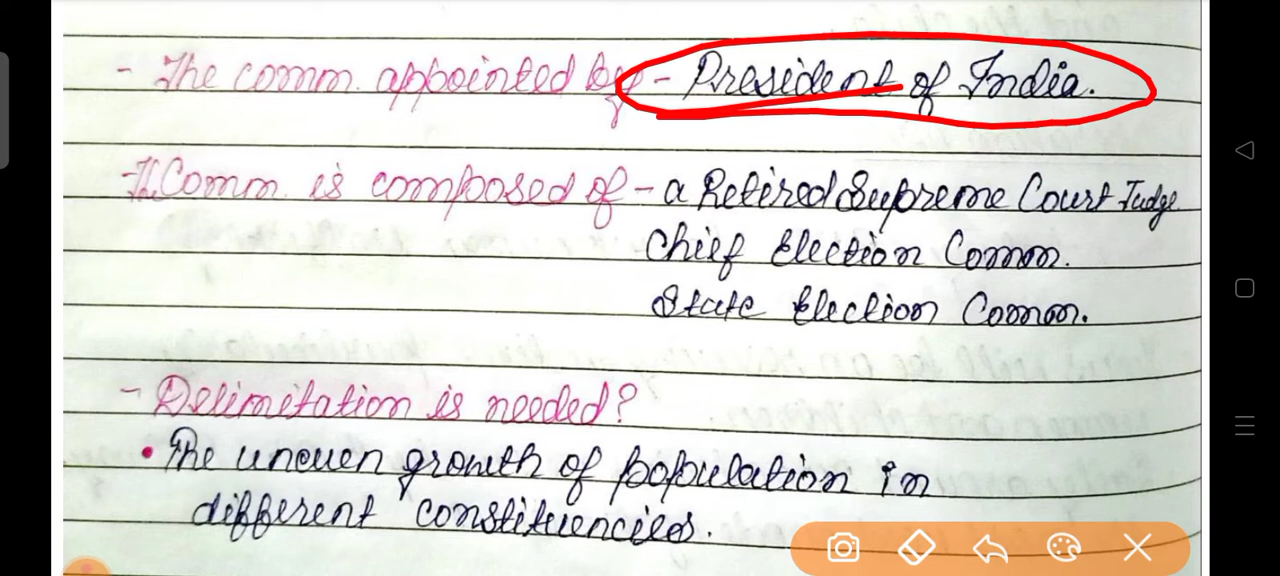 - The comm. appointed by - President of India.
- The Comm. is composed of - a Retired Supreme Court Judge
Chief Election Comm.
State Election Comm.
- Delimitation is needed?
• The uneven growth of population in
different constituencies.